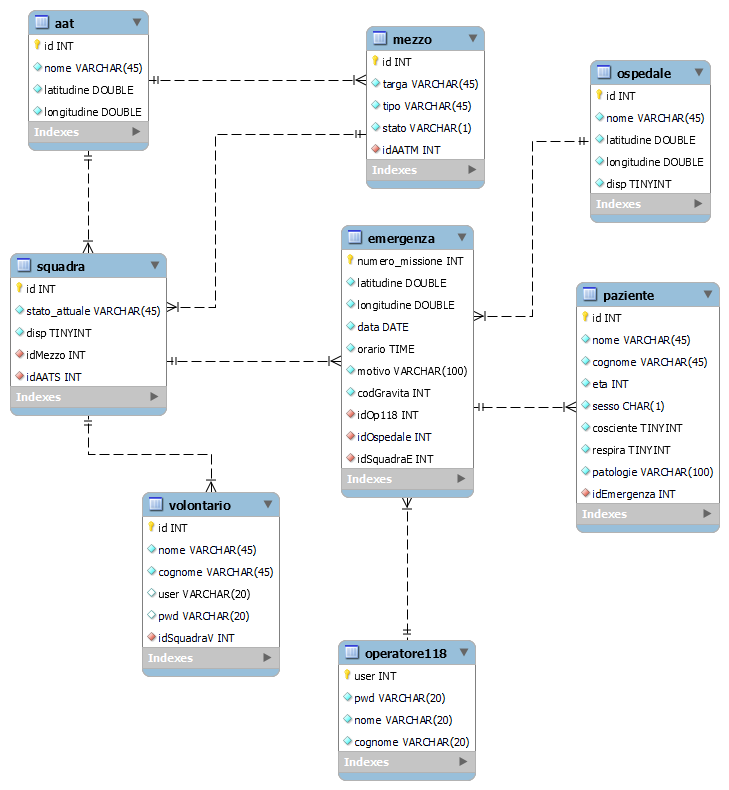 aat
id INT
nome VARCHAR(45)
latitudine DOUBLE
longitudine DOUBLE
Indexes
mezzo
id INT
targa VARCHAR(45)
tipo VARCHAR(45)
stato VARCHAR(1)
idAATM INT
Indexes
ospedale
id INT
nome VARCHAR(45)
latitudine DOUBLE
longitudine DOUBLE
disp TINYINT
Indexes
squadra
id INT
stato_attuale VARCHAR(45)
disp TINYINT
idMezzo INT
idAATS INT
Indexes
emergenza
numero_missione INT
latitudine DOUBLE
longitudine DOUBLE
data DATE
orario TIME
motivo VARCHAR(100)
codGravita INT
idOp118 INT
idOspedale INT
idSquadraE INT
Indexes
paziente
id INT
nome VARCHAR(45)
cognome VARCHAR(45)
eta INT
sesso CHAR(1)
cosciente TINYINT
respira TINYINT
patologie VARCHAR(100)
idEmergenza INT
Indexes
volontario
id INT
nome VARCHAR(45)
cognome VARCHAR(45)
user VARCHAR(20)
pwd VARCHAR(20)
idSquadraV INT
Indexes
operatore118
user INT
pwd VARCHAR(20)
nome VARCHAR(20)
cognome VARCHAR(20)
Indexes